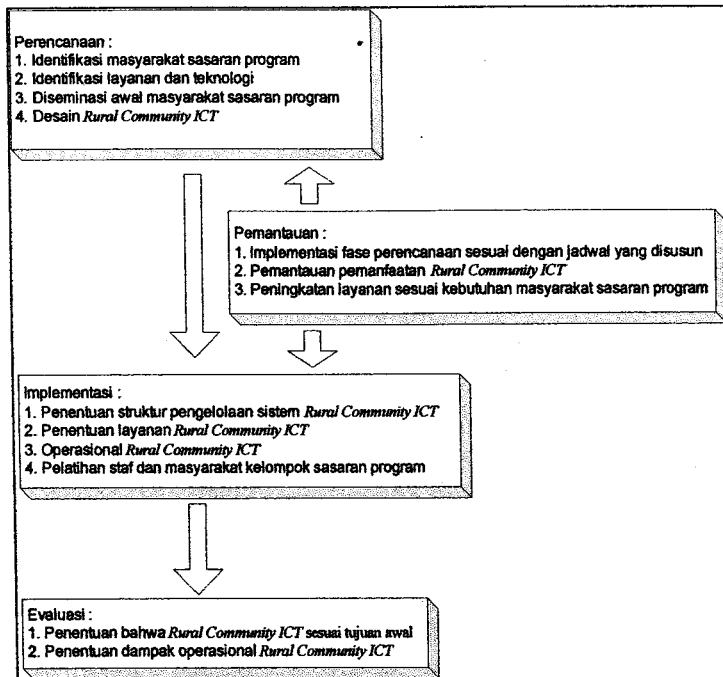 Perencanaan :
1. Identifikasi masyarakat sasaran program
2. Identifikasi layanan dan teknologi
3. Diseminasi awal masyarakat sasaran program
4. Desain Rural Community ICT
Pemantauan :
1. Implementasi fase perencanaan sesuai dengan jadwal yang disusun
2. Pemantauan pemanfaatan Rural Community ICT
3. Peningkatan layanan sesuai kebutuhan masyarakat sasaran program
Implementasi :
1. Penentuan struktur pengelolaan sistem Rural Community ICT
2. Penentuan layanan Rural Community ICT
3. Operasional Rural Community ICT
4. Pelatihan staf dan masyarakat kelompok sasaran program
Evaluasi :
1. Penentuan bahwa Rural Community ICT sesuai tujuan awal
2. Penentuan dampak operasional Rural Community ICT